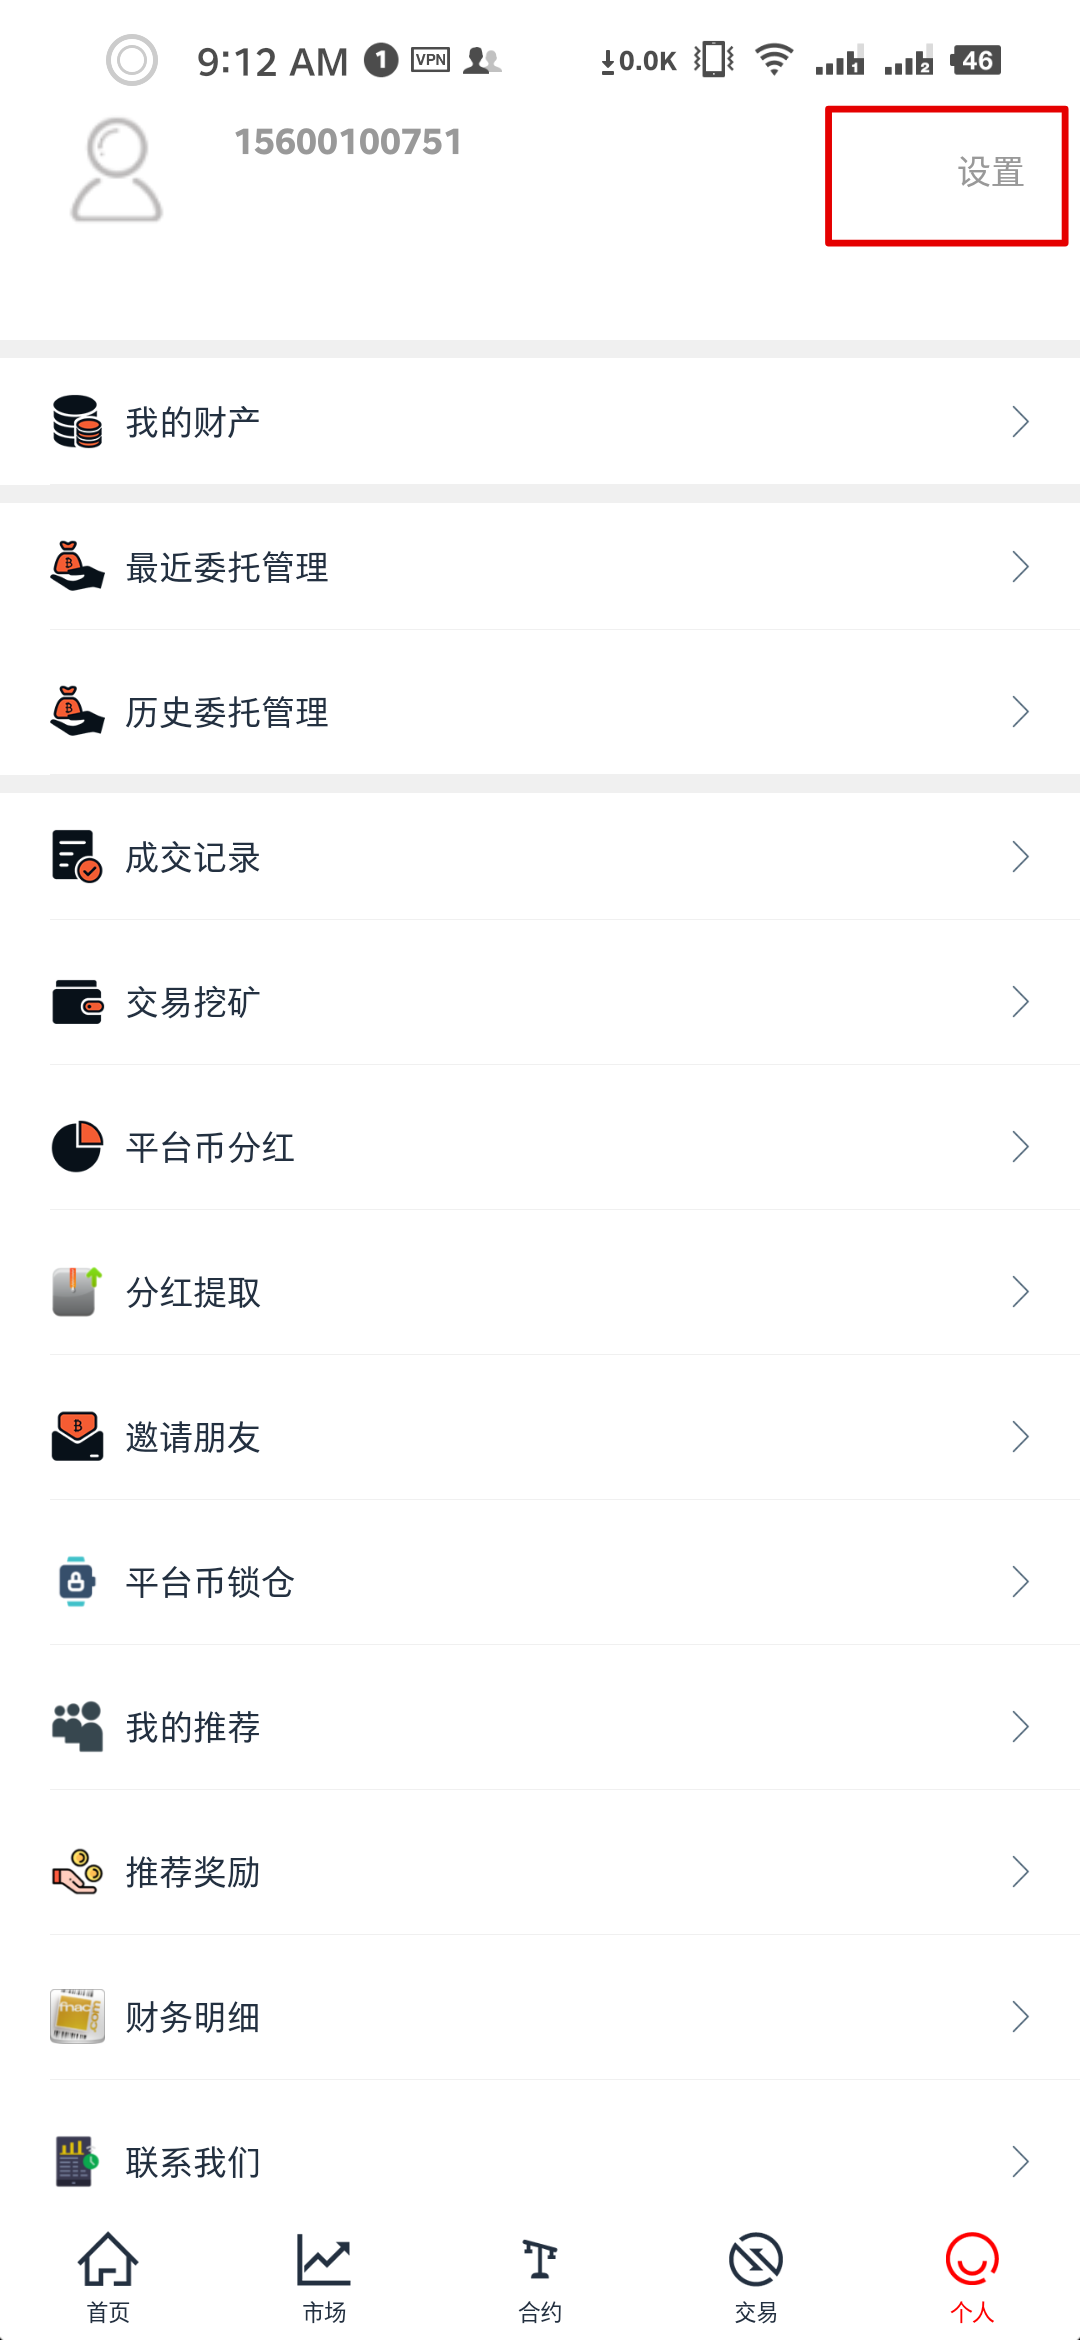 9:12 AM 1 VPN 0.0K 1 2 46
15600100751
设置
我的财产
最近委托管理
历史委托管理
成交记录
交易挖矿
平台币分红
分红提取
邀请朋友
平台币锁仓
我的推荐
推荐奖励
fnac com
财务明细
联系我们
首页 市场 合约 交易 个人